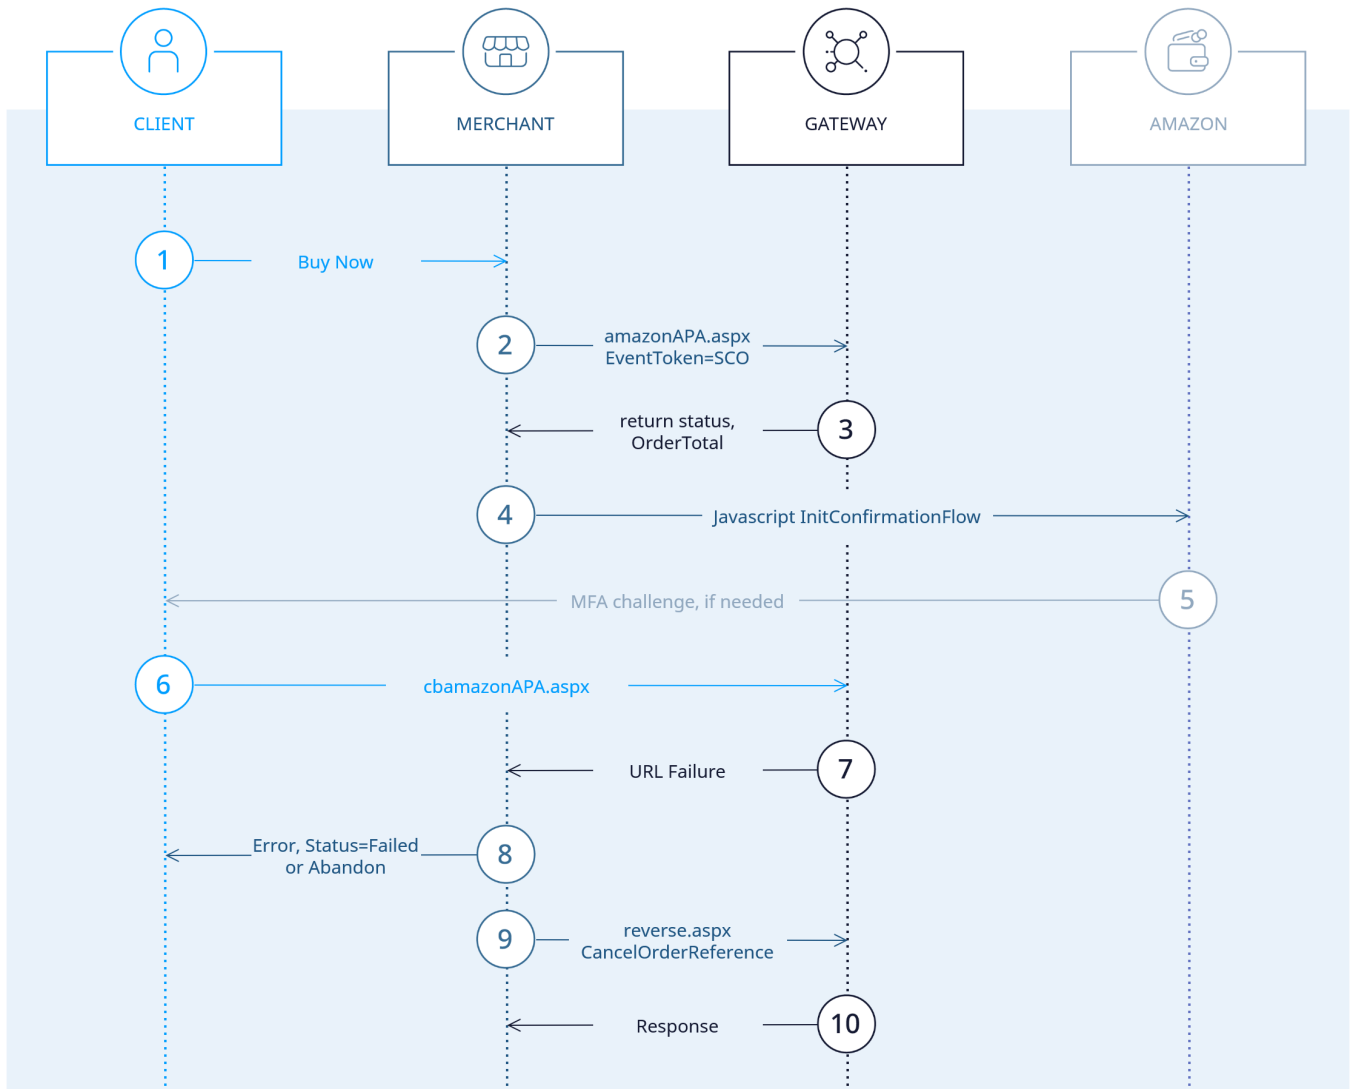 CLIENT
MERCHANT
GATEWAY
AMAZON
1
Buy Now
2
amazonAPA.aspx
EventToken=SCO
return status,
OrderTotal
3
4
Javascript InitConfirmationFlow
MFA challenge, if needed
5
6
cbamazonAPA.aspx
URL Failure
7
Error, Status=Failed
or Abandon
8
9
reverse.aspx
CancelOrderReference
Response
10